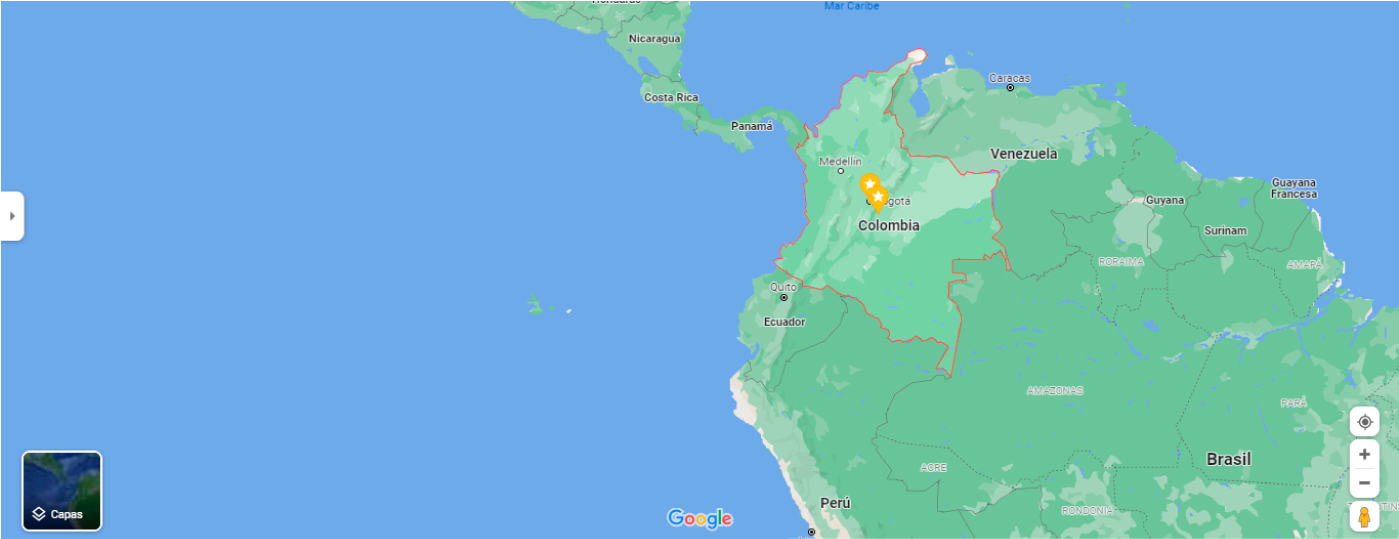 Honduras
Mar Caribe
Nicaragua
Caracas
Costa Rica
Panamá
Venezuela
Medellín
Guayana
Francesa
Guyana
Colombia
Surinam
RORAIMA
AMAPÁ
Quito
Ecuador
AMAZONAS
PARÁ
Brasil
ACRE
Perú
RONDONIA
Capas
Google